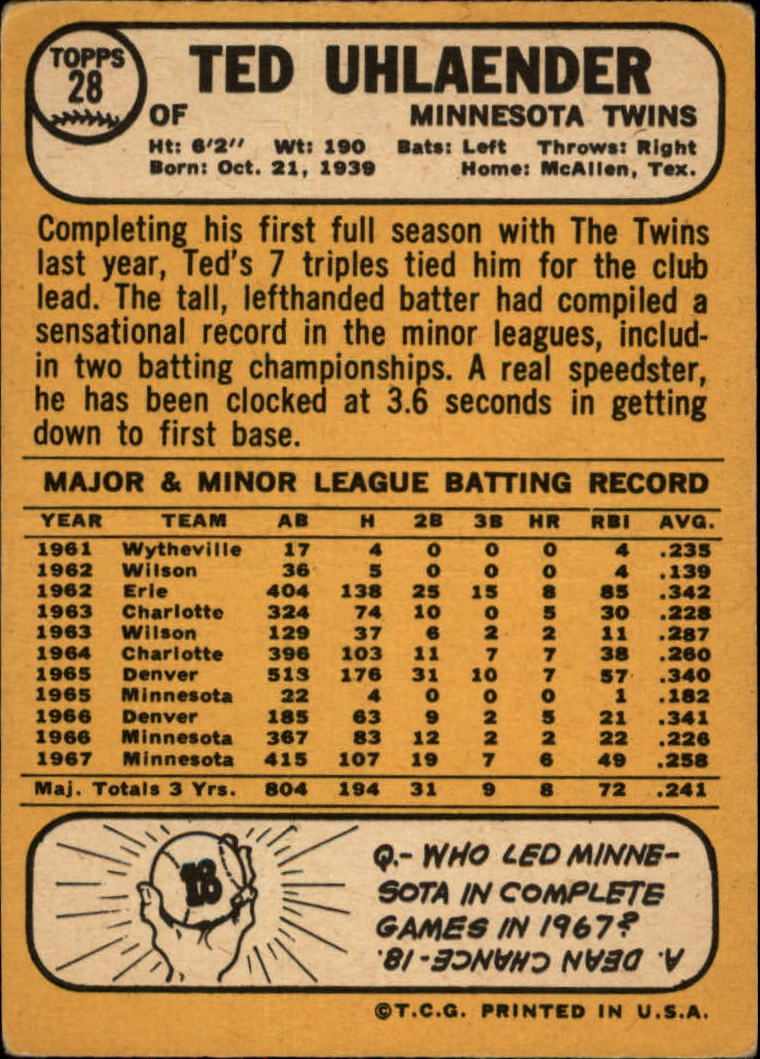 TOPPS
28
TED UHLAENDER
OF MINNESOTA TWINS
Ht: 6'2" Wt: 190 Bats: Left Throws: Right
Born: Oct. 21, 1939 Home: McAllen, Tex.
Completing his first full season with The Twins
last year, Ted's 7 triples tied him for the club
lead. The tall, lefthanded batter had compiled a
sensational record in the minor leagues, includ-
in two batting championships. A real speedster,
he has been clocked at 3.6 seconds in getting
down to first base.
MAJOR & MINOR LEAGUE BATTING RECORD
YEAR TEAM AB H 2B 3B HR RBI AVG.
1961 Wytheville 17 4 0 0 0 4 .235
1962 Wilson 36 5 0 0 0 4 .139
1962 Erie 404 138 25 15 8 85 .342
1963 Charlotte 324 74 10 0 5 30 .228
1963 Wilson 129 37 6 2 2 11 .287
1964 Charlotte 396 103 11 7 7 38 .260
1965 Denver 513 176 31 10 7 57 .340
1965 Minnesota 22 4 0 0 0 1 .182
1966 Denver 185 63 9 2 5 21 .341
1966 Minnesota 367 83 12 2 2 22 .226
1967 Minnesota 415 107 19 7 6 49 .258
Maj. Totals 3 Yrs. 804 194 31 9 8 72 .241
18
Q.- WHO LED MINNE-
SOTA IN COMPLETE
GAMES IN 1967?
A. DEAN CHANCE-18.
©T.C.G. PRINTED IN U.S.A.